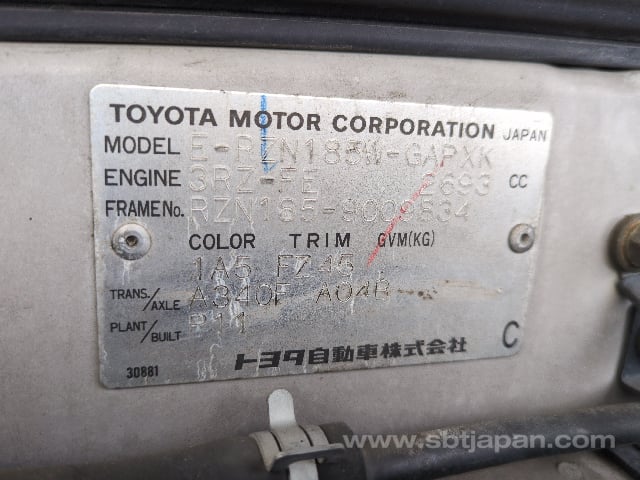 TOYOTA MOTOR CORPORATION JAPAN
MODEL E-RZN185W-GAPXK
ENGINE 3RZ-FE 2693 CC
FRAME No. RZN185-9009534
COLOR TRIM GVM(KG)
1A5 FZ45
TRANS./AXLE A340F A04B
PLANT/BUILT P11
トヨタ自動車株式会社 C
30881
www.sbtjapan.com